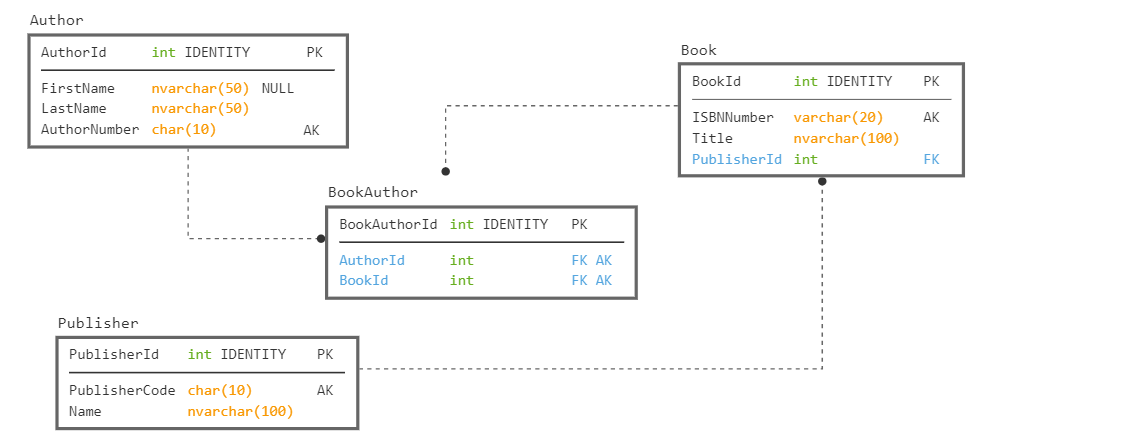 Author
AuthorId int IDENTITY PK
FirstName nvarchar(50) NULL
LastName nvarchar(50)
AuthorNumber char(10) AK
Book
BookId int IDENTITY PK
ISBNNumber varchar(20) AK
Title nvarchar(100)
PublisherId int FK
BookAuthor
BookAuthorId int IDENTITY PK
AuthorId int FK AK
BookId int FK AK
Publisher
PublisherId int IDENTITY PK
PublisherCode char(10) AK
Name nvarchar(100)